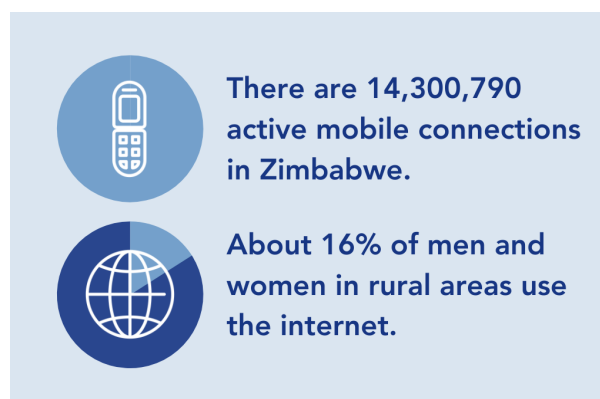 There are 14,300,790
active mobile connections
in Zimbabwe.
About 16% of men and
women in rural areas use
the internet.